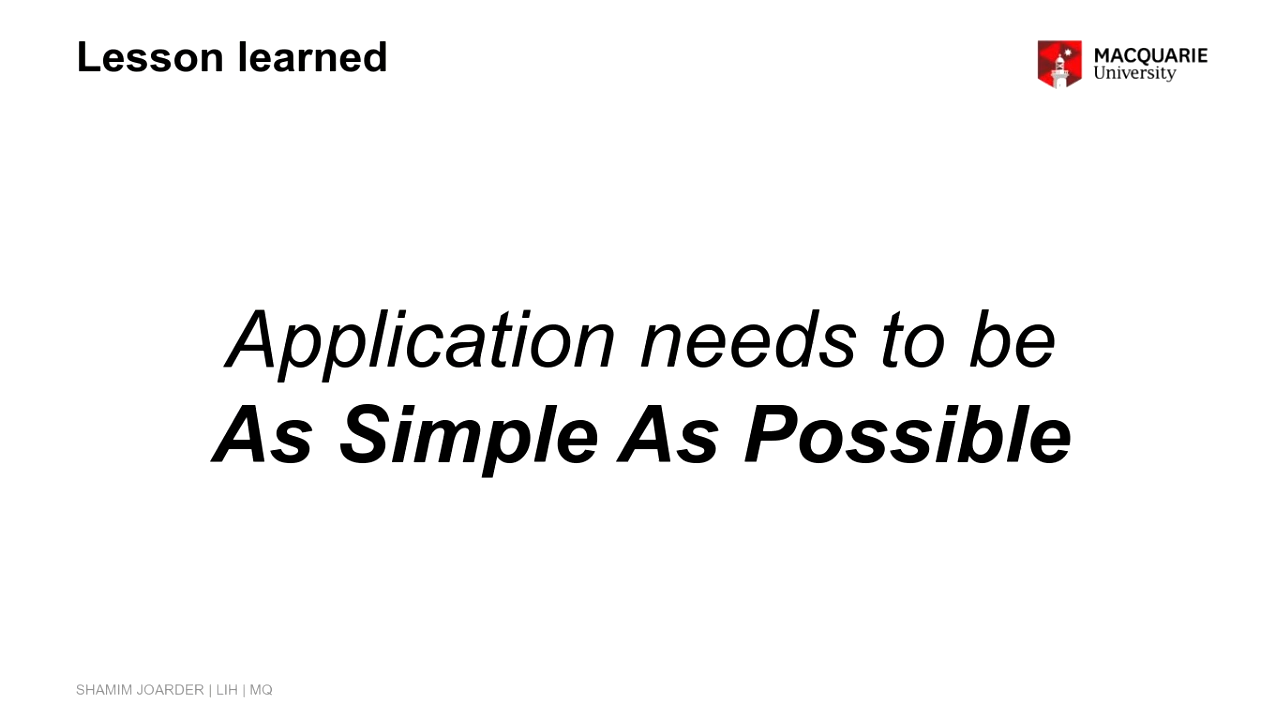 Lesson learned
MACQUARIE
University
Application needs to be
As Simple As Possible
SHAMIM JOARDER | LIH | MQ